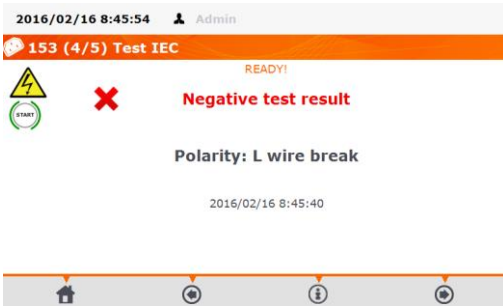 2016/02/16 8:45:54 Admin
153 (4/5) Test IEC
READY!
START
Negative test result
Polarity: L wire break
2016/02/16 8:45:40